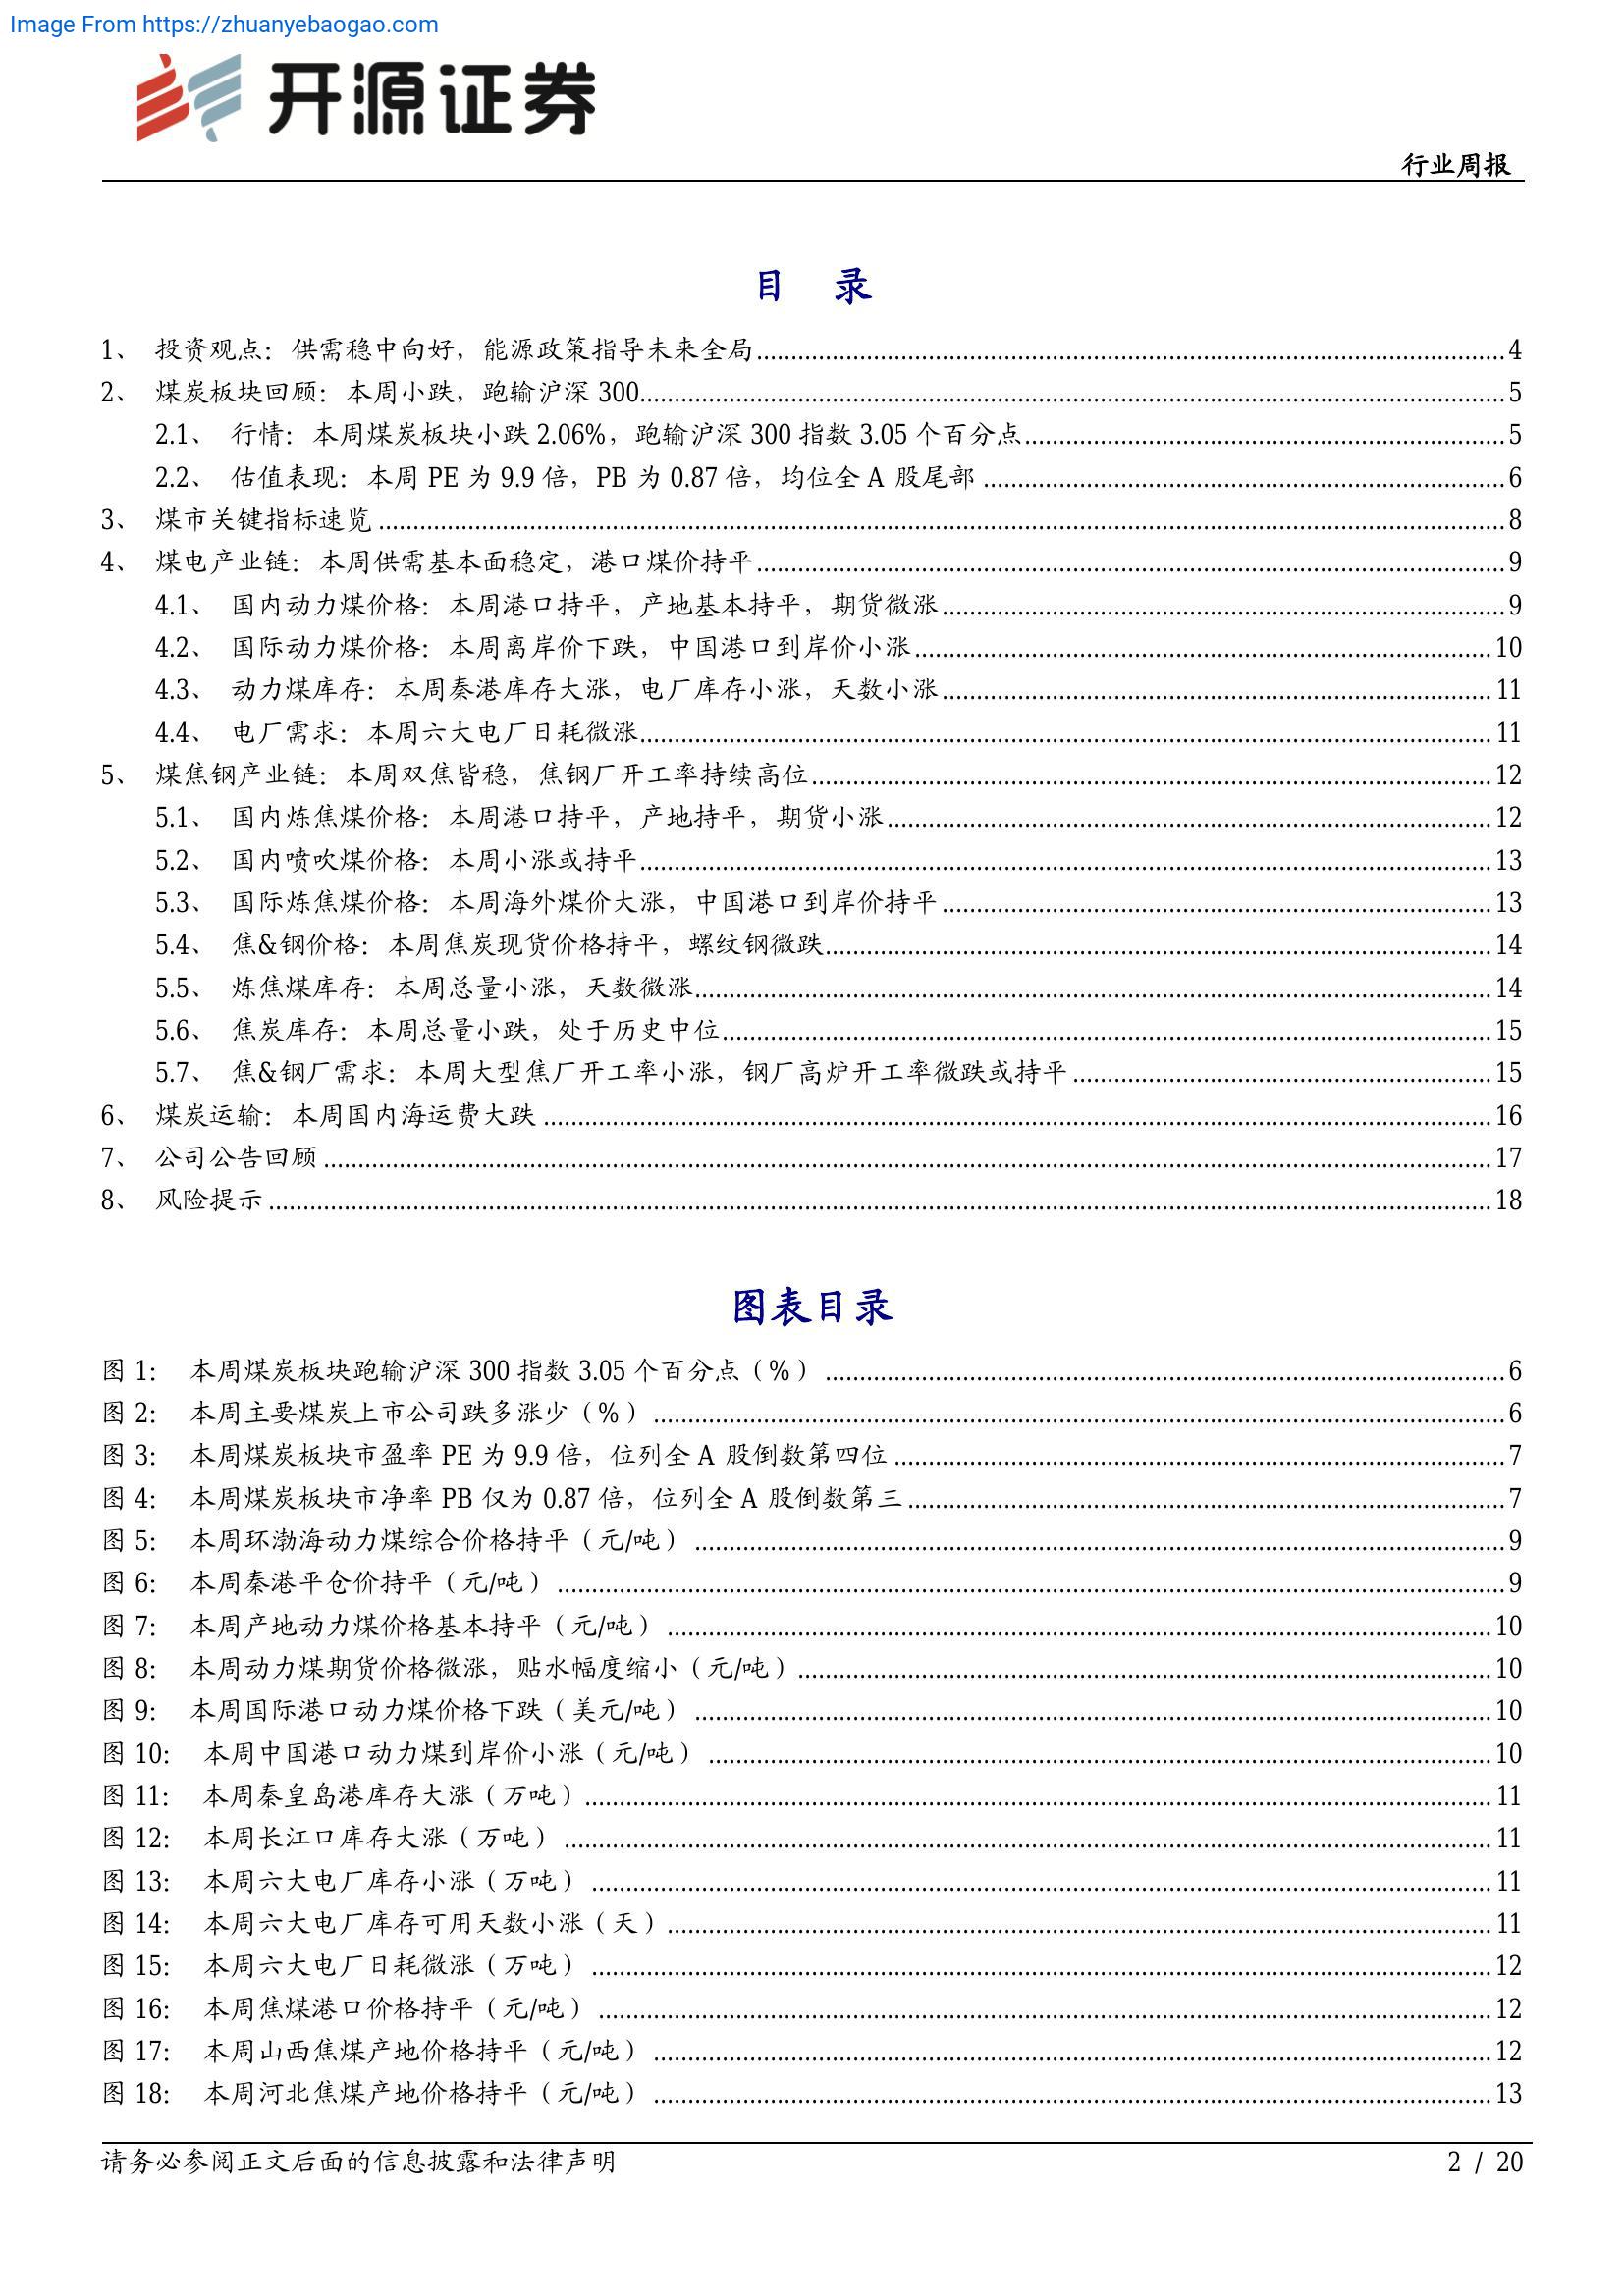 Image From https://zhuanyebaogao.com
开源证券
行业周报
目 录
1、 投资观点：供需稳中向好，能源政策指导未来全局 4
2、 煤炭板块回顾：本周小跌，跑输沪深 300 5
2.1、 行情：本周煤炭板块小跌 2.06%，跑输沪深 300 指数 3.05 个百分点 5
2.2、 估值表现：本周 PE 为 9.9 倍，PB 为 0.87 倍，均位全 A 股尾部 6
3、 煤市关键指标速览 8
4、 煤电产业链：本周供需基本面稳定，港口煤价持平 9
4.1、 国内动力煤价格：本周港口持平，产地基本持平，期货微涨 9
4.2、 国际动力煤价格：本周离岸价下跌，中国港口到岸价小涨 10
4.3、 动力煤库存：本周秦港库存大涨，电厂库存小涨，天数小涨 11
4.4、 电厂需求：本周六大电厂日耗微涨 11
5、 煤焦钢产业链：本周双焦皆稳，焦钢厂开工率持续高位 12
5.1、 国内炼焦煤价格：本周港口持平，产地持平，期货小涨 12
5.2、 国内喷吹煤价格：本周小涨或持平 13
5.3、 国际炼焦煤价格：本周海外煤价大涨，中国港口到岸价持平 13
5.4、 焦&钢价格：本周焦炭现货价格持平，螺纹钢微跌 14
5.5、 炼焦煤库存：本周总量小涨，天数微涨 14
5.6、 焦炭库存：本周总量小跌，处于历史中位 15
5.7、 焦&钢厂需求：本周大型焦厂开工率小涨，钢厂高炉开工率微跌或持平 15
6、 煤炭运输：本周国内海运费大跌 16
7、 公司公告回顾 17
8、 风险提示 18
图表目录
图 1： 本周煤炭板块跑输沪深 300 指数 3.05 个百分点（%） 6
图 2： 本周主要煤炭上市公司跌多涨少（%） 6
图 3： 本周煤炭板块市盈率 PE 为 9.9 倍，位列全 A 股倒数第四位 7
图 4： 本周煤炭板块市净率 PB 仅为 0.87 倍，位列全 A 股倒数第三 7
图 5： 本周环渤海动力煤综合价格持平（元/吨） 9
图 6： 本周秦港平仓价持平（元/吨） 9
图 7： 本周产地动力煤价格基本持平（元/吨） 10
图 8： 本周动力煤期货价格微涨，贴水幅度缩小（元/吨） 10
图 9： 本周国际港口动力煤价格下跌（美元/吨） 10
图 10： 本周中国港口动力煤到岸价小涨（元/吨） 10
图 11： 本周秦皇岛港库存大涨（万吨） 11
图 12： 本周长江口库存大涨（万吨） 11
图 13： 本周六大电厂库存小涨（万吨） 11
图 14： 本周六大电厂库存可用天数小涨（天） 11
图 15： 本周六大电厂日耗微涨（万吨） 12
图 16： 本周焦煤港口价格持平（元/吨） 12
图 17： 本周山西焦煤产地价格持平（元/吨） 12
图 18： 本周河北焦煤产地价格持平（元/吨） 13
请务必参阅正文后面的信息披露和法律声明
2 / 20